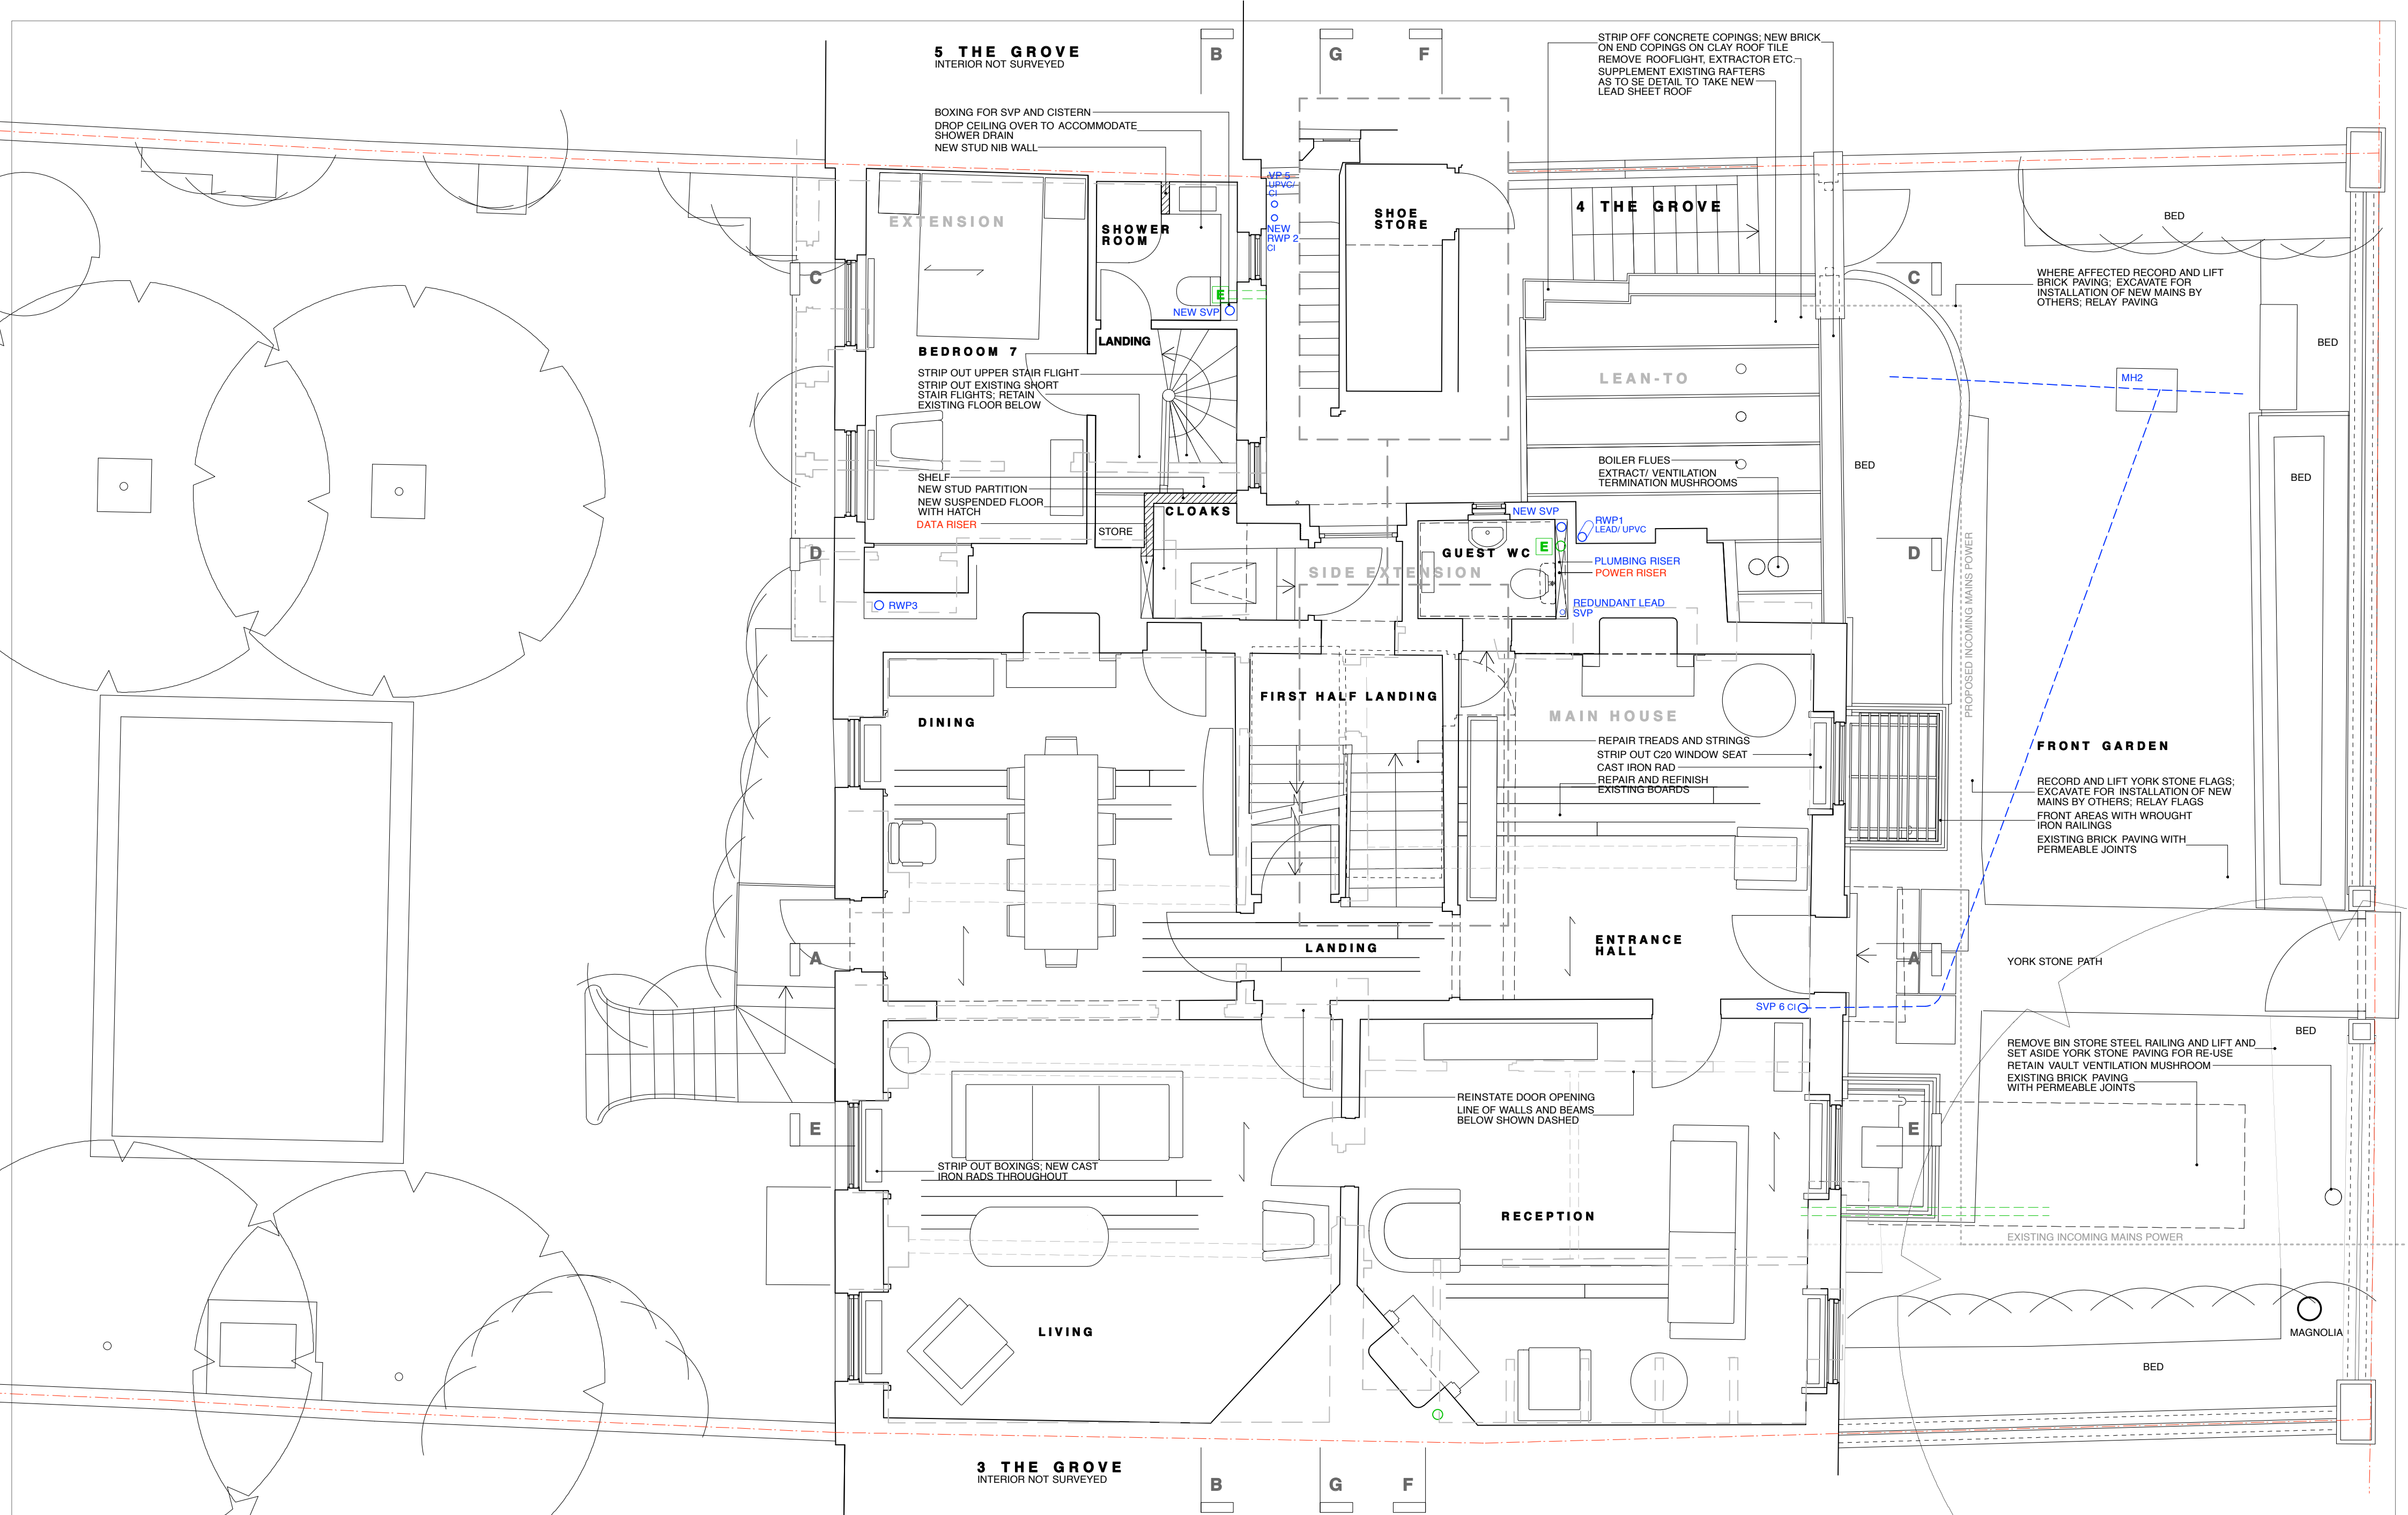 5 THE GROVE
INTERIOR NOT SURVEYED
B
G
F
STRIP OFF CONCRETE COPINGS; NEW BRICK
ON END COPINGS ON CLAY ROOF TILE
REMOVE ROOFLIGHT, EXTRACTOR ETC.
SUPPLEMENT EXISTING RAFTERS
AS TO SE DETAIL TO TAKE NEW
LEAD SHEET ROOF
BOXING FOR SVP AND CISTERN
DROP CEILING OVER TO ACCOMMODATE
SHOWER DRAIN
NEW STUD NIB WALL
VP 5
UPVC/
CI
NEW
RWP 2
CI
EXTENSION
SHOWER
ROOM
SHOE
STORE
4 THE GROVE
BED
C
C
WHERE AFFECTED RECORD AND LIFT
BRICK PAVING; EXCAVATE FOR
INSTALLATION OF NEW MAINS BY
OTHERS; RELAY PAVING
E
NEW SVP
LANDING
BED
BEDROOM 7
STRIP OUT UPPER STAIR FLIGHT
STRIP OUT EXISTING SHORT
STAIR FLIGHTS; RETAIN
EXISTING FLOOR BELOW
LEAN-TO
MH2
BOILER FLUES
EXTRACT/ VENTILATION
TERMINATION MUSHROOMS
BED
BED
SHELF
NEW STUD PARTITION
NEW SUSPENDED FLOOR
WITH HATCH
DATA RISER
CLOAKS
STORE
NEW SVP
RWP1
LEAD/ UPVC
D
D
GUEST WC
E
PLUMBING RISER
POWER RISER
SIDE EXTENSION
RWP3
REDUNDANT LEAD
SVP
PROPOSED INCOMING MAINS POWER
FIRST HALF LANDING
DINING
MAIN HOUSE
REPAIR TREADS AND STRINGS
STRIP OUT C20 WINDOW SEAT
CAST IRON RAD
REPAIR AND REFINISH
EXISTING BOARDS
FRONT GARDEN
RECORD AND LIFT YORK STONE FLAGS;
EXCAVATE FOR INSTALLATION OF NEW
MAINS BY OTHERS; RELAY FLAGS
FRONT AREAS WITH WROUGHT
IRON RAILINGS
EXISTING BRICK PAVING WITH
PERMEABLE JOINTS
A
LANDING
ENTRANCE
HALL
A
YORK STONE PATH
SVP 6 CI
BED
REMOVE BIN STORE STEEL RAILING AND LIFT AND
SET ASIDE YORK STONE PAVING FOR RE-USE
RETAIN VAULT VENTILATION MUSHROOM
EXISTING BRICK PAVING
WITH PERMEABLE JOINTS
REINSTATE DOOR OPENING
LINE OF WALLS AND BEAMS
BELOW SHOWN DASHED
E
E
STRIP OUT BOXINGS; NEW CAST
IRON RADS THROUGHOUT
RECEPTION
EXISTING INCOMING MAINS POWER
LIVING
MAGNOLIA
BED
3 THE GROVE
INTERIOR NOT SURVEYED
B
G
F